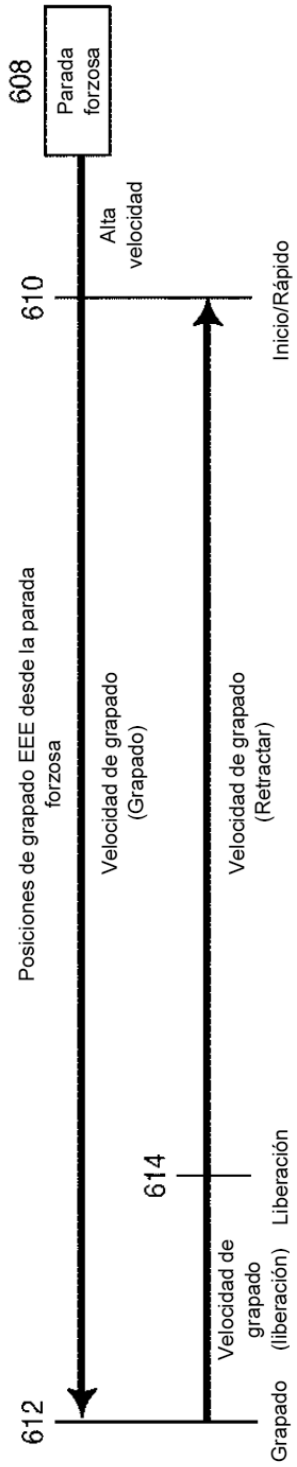 Posiciones de grapado EEE desde la parada
forzosa
612
610
608
Parada
forzosa
Velocidad de grapado
(Grapado)
Alta
velocidad
614
Velocidad de
grapado
(liberación)
Velocidad de grapado
(Retractar)
Grapado
Liberación
Inicio/Rápido